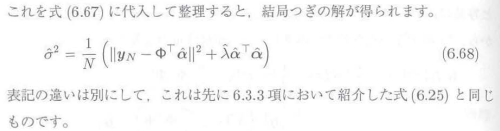 これを式 (6.67) に代入して整理すると，結局つぎの解が得られます。
σ̂² = 1/N (‖y_N − Φ^⊤ α̂‖² + λ̂ α̂^⊤ α̂) (6.68)
表記の違いは別にして，これは先に 6.3.3 項において紹介した式 (6.25) と同じ
ものです。